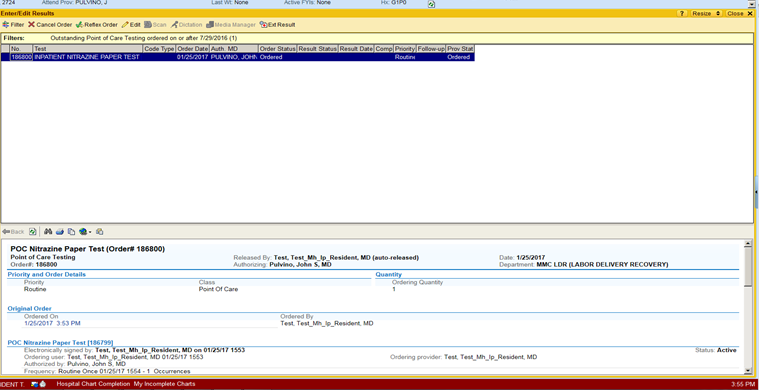 2724 Attend Prov: PULVINO, J Last Wt: None Active FYIs: None Hx: G1P0
Enter/Edit Results ? Resize Close
Filter Cancel Order Reflex Order Edit Scan Dictation Media Manager Exit Result
Filters: Outstanding Point of Care Testing ordered on or after 7/29/2016 (1)
No. Test Code Type Order Date Auth. MD Order Status Result Status Result Date Comp Priority Follow-up Prov Stat
186800 INPATIENT NITRAZINE PAPER TEST 01/25/2017 PULVINO, JOHN Ordered Routine Ordered
Back
POC Nitrazine Paper Test (Order# 186800)
Point of Care Testing Released By: Test, Test_Mh_Ip_Resident, MD (auto-released) Date: 1/25/2017
Order#: 186800 Authorizing: Pulvino, John S, MD Department: MMC LDR (LABOR DELIVERY RECOVERY)
Priority and Order Details Quantity
Priority Class Ordering Quantity
Routine Point Of Care 1
Original Order
Ordered On Ordered By
1/25/2017 3:53 PM Test, Test_Mh_Ip_Resident, MD
POC Nitrazine Paper Test [186799]
Electronically signed by: Test, Test_Mh_Ip_Resident, MD on 01/25/17 1553 Status: Active
Ordering user: Test, Test_Mh_Ip_Resident, MD 01/25/17 1553 Ordering provider: Test, Test_Mh_Ip_Resident, MD
Authorized by: Pulvino, John S, MD
Frequency: Routine Once 01/25/17 1554 - 1 Occurrences
IDENT T. Hospital Chart Completion My Incomplete Charts 3:55 PM